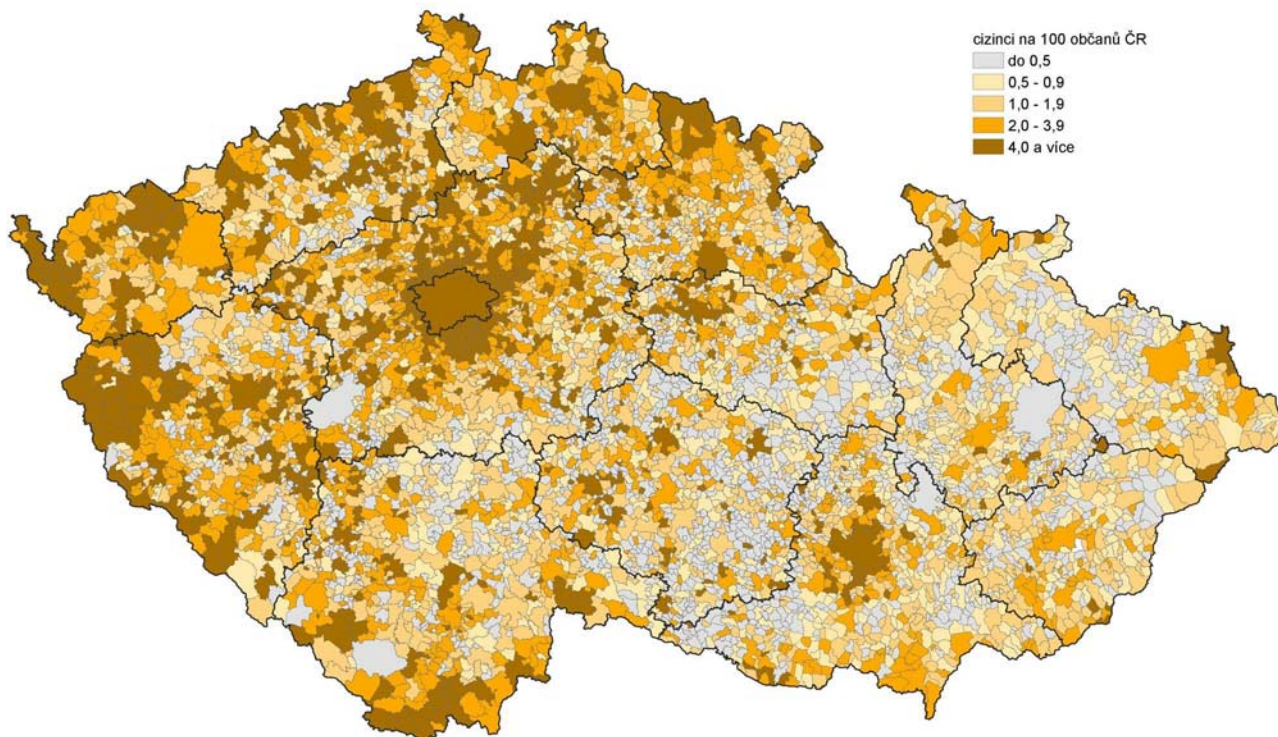 cizinci na 100 občanů ČR
do 0,5
0,5 - 0,9
1,0 - 1,9
2,0 - 3,9
4,0 a více